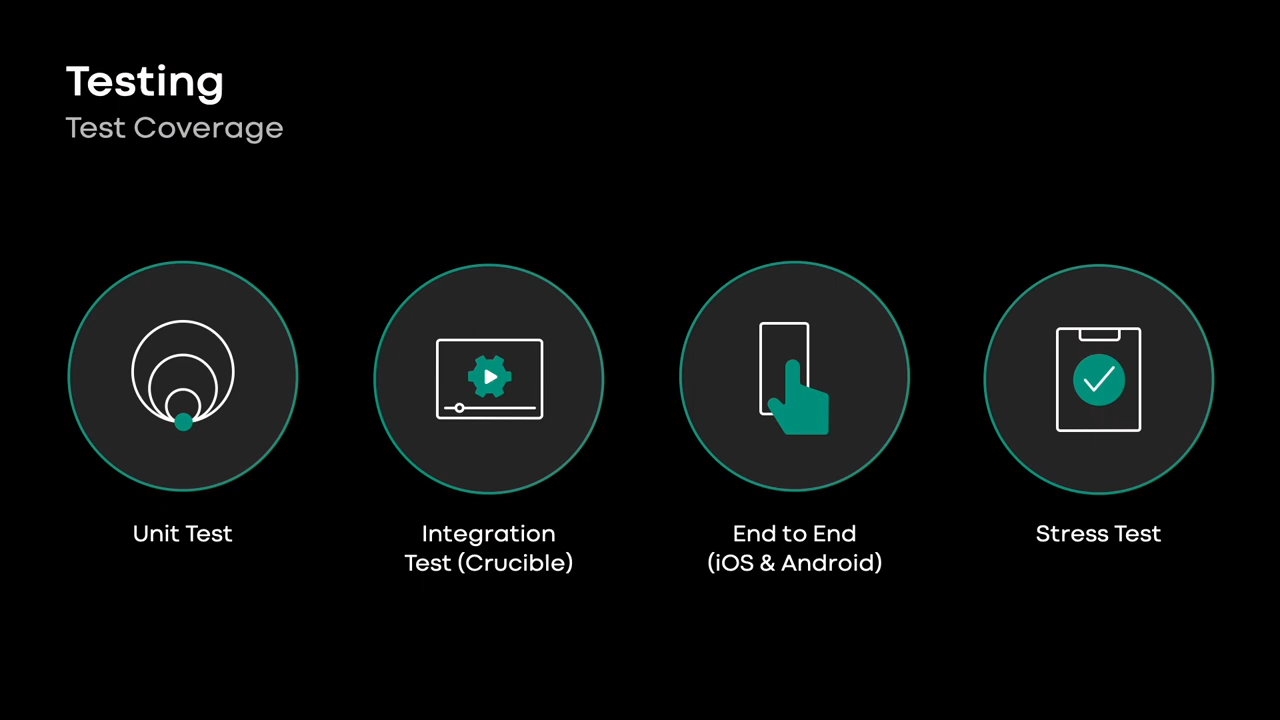 Testing
Test Coverage
Unit Test
Integration
Test (Crucible)
End to End
(iOS & Android)
Stress Test